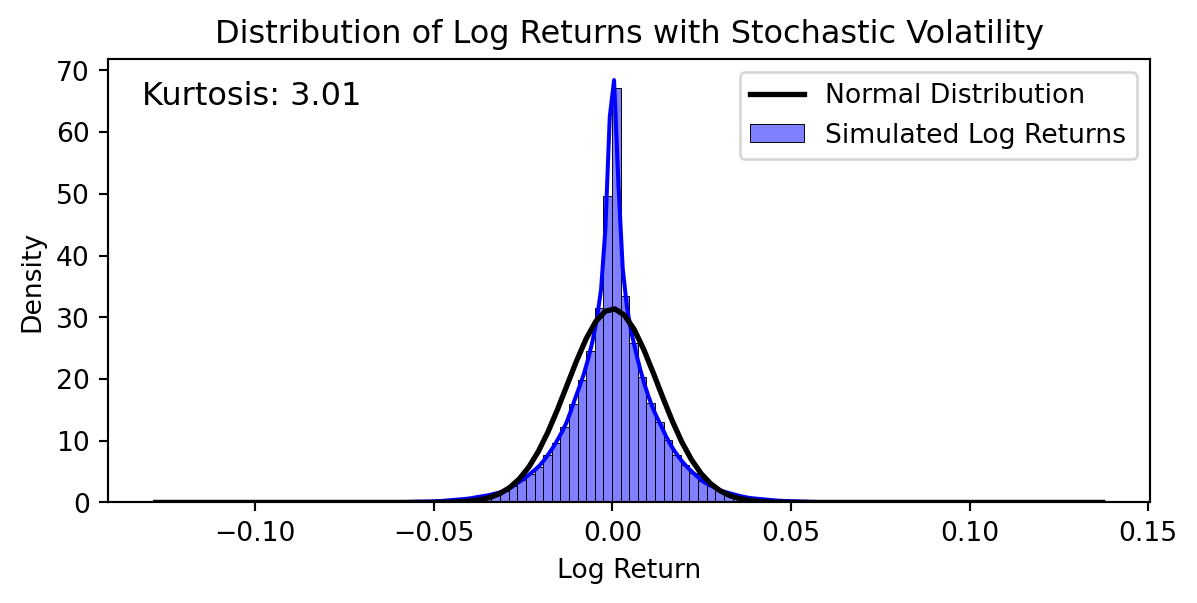 Distribution of Log Returns with Stochastic Volatility
Kurtosis: 3.01
Normal Distribution
Simulated Log Returns
Density
70
60
50
40
30
20
10
0
−0.10 −0.05 0.00 0.05 0.10 0.15
Log Return